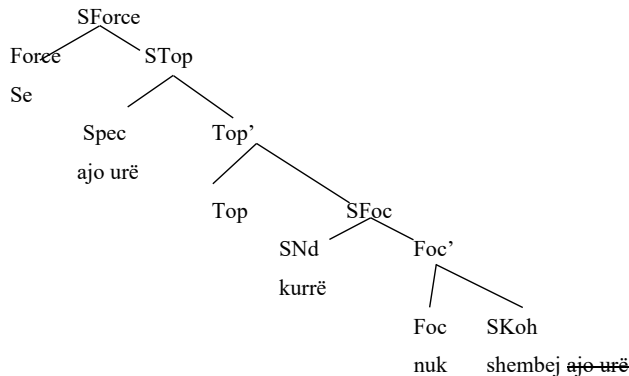 SForce
Force STop
Se
Spec Top’
ajo urë
Top SFoc
SNd Foc’
kurrë
Foc SKoh
nuk shembej ajo urë